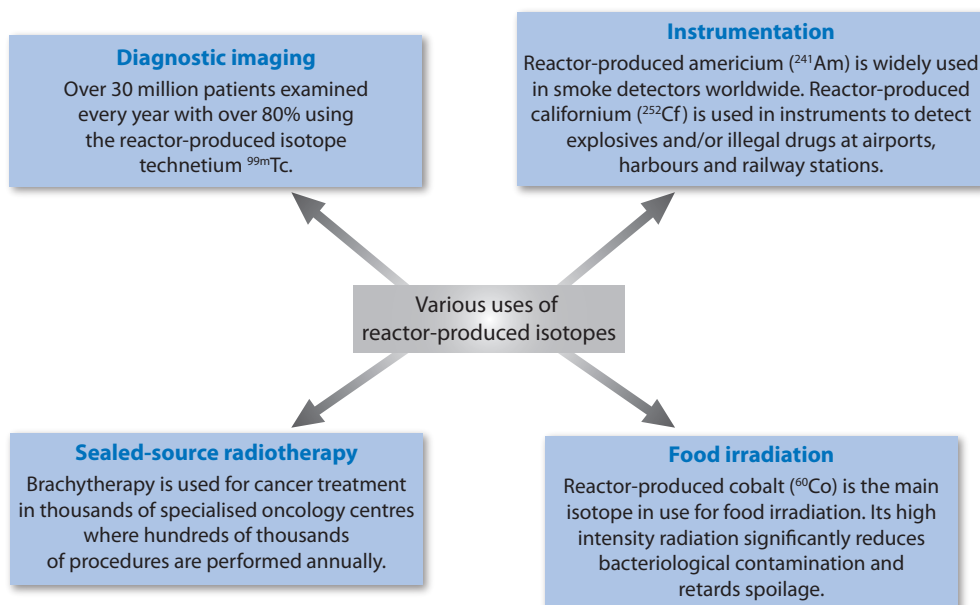 Diagnostic imaging
Over 30 million patients examined
every year with over 80% using
the reactor-produced isotope
technetium ⁹⁹ᵐTc.
Instrumentation
Reactor-produced americium (²⁴¹Am) is widely used
in smoke detectors worldwide. Reactor-produced
californium (²⁵²Cf) is used in instruments to detect
explosives and/or illegal drugs at airports,
harbours and railway stations.
Various uses of
reactor-produced isotopes
Sealed-source radiotherapy
Brachytherapy is used for cancer treatment
in thousands of specialised oncology centres
where hundreds of thousands
of procedures are performed annually.
Food irradiation
Reactor-produced cobalt (⁶⁰Co) is the main
isotope in use for food irradiation. Its high
intensity radiation significantly reduces
bacteriological contamination and
retards spoilage.